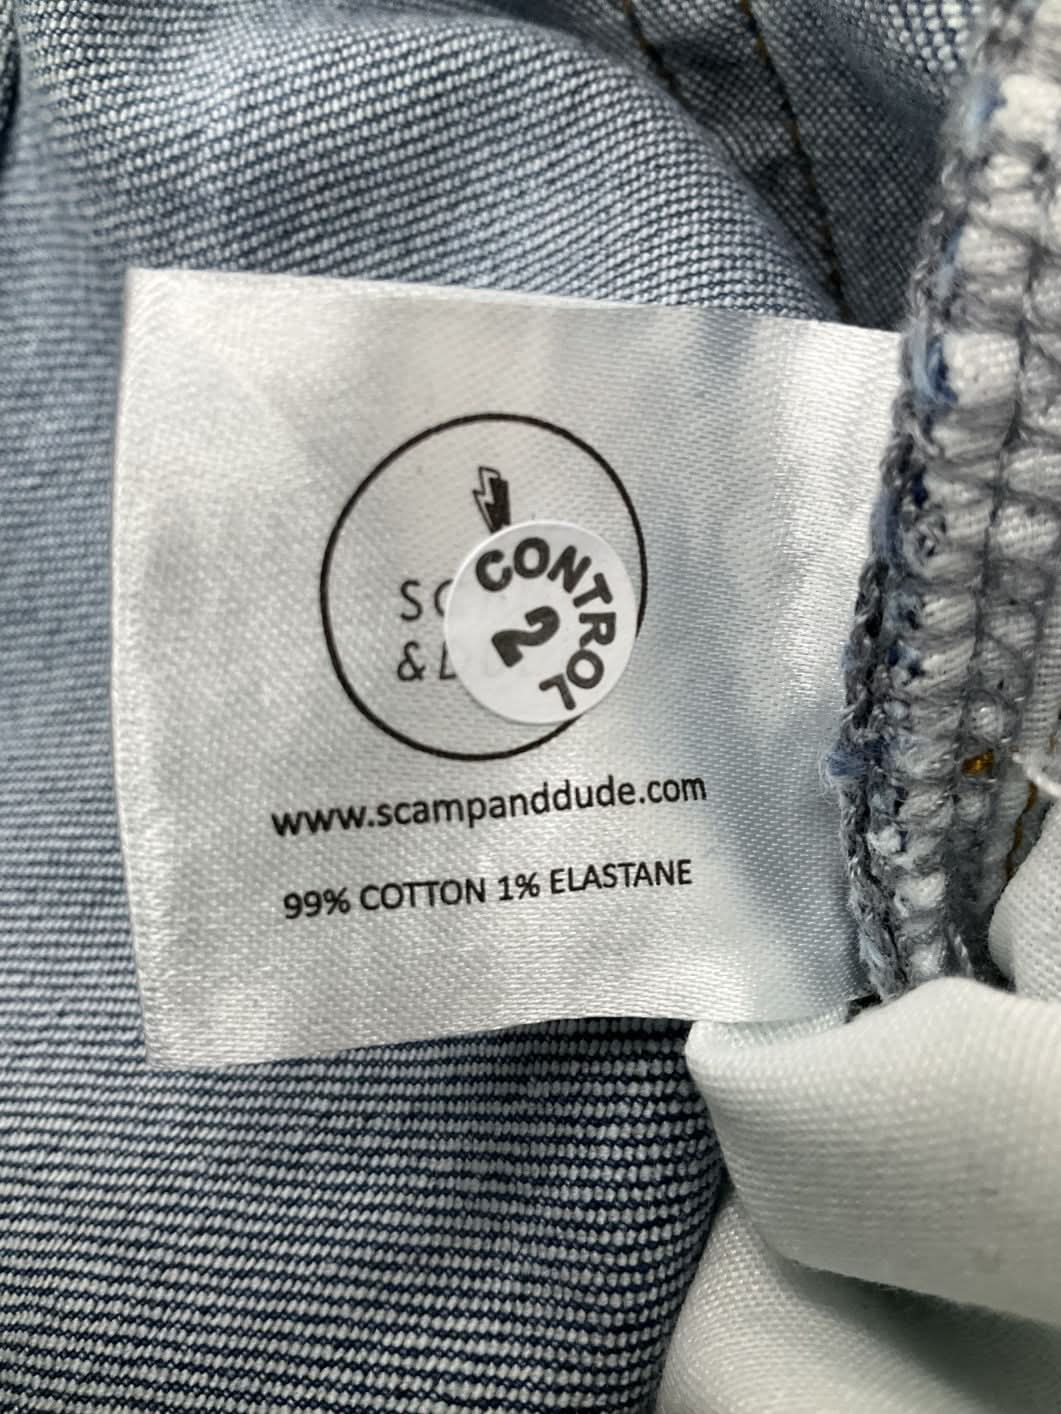 CONTROL
2
&
www.scampanddude.com
99% COTTON 1% ELASTANE